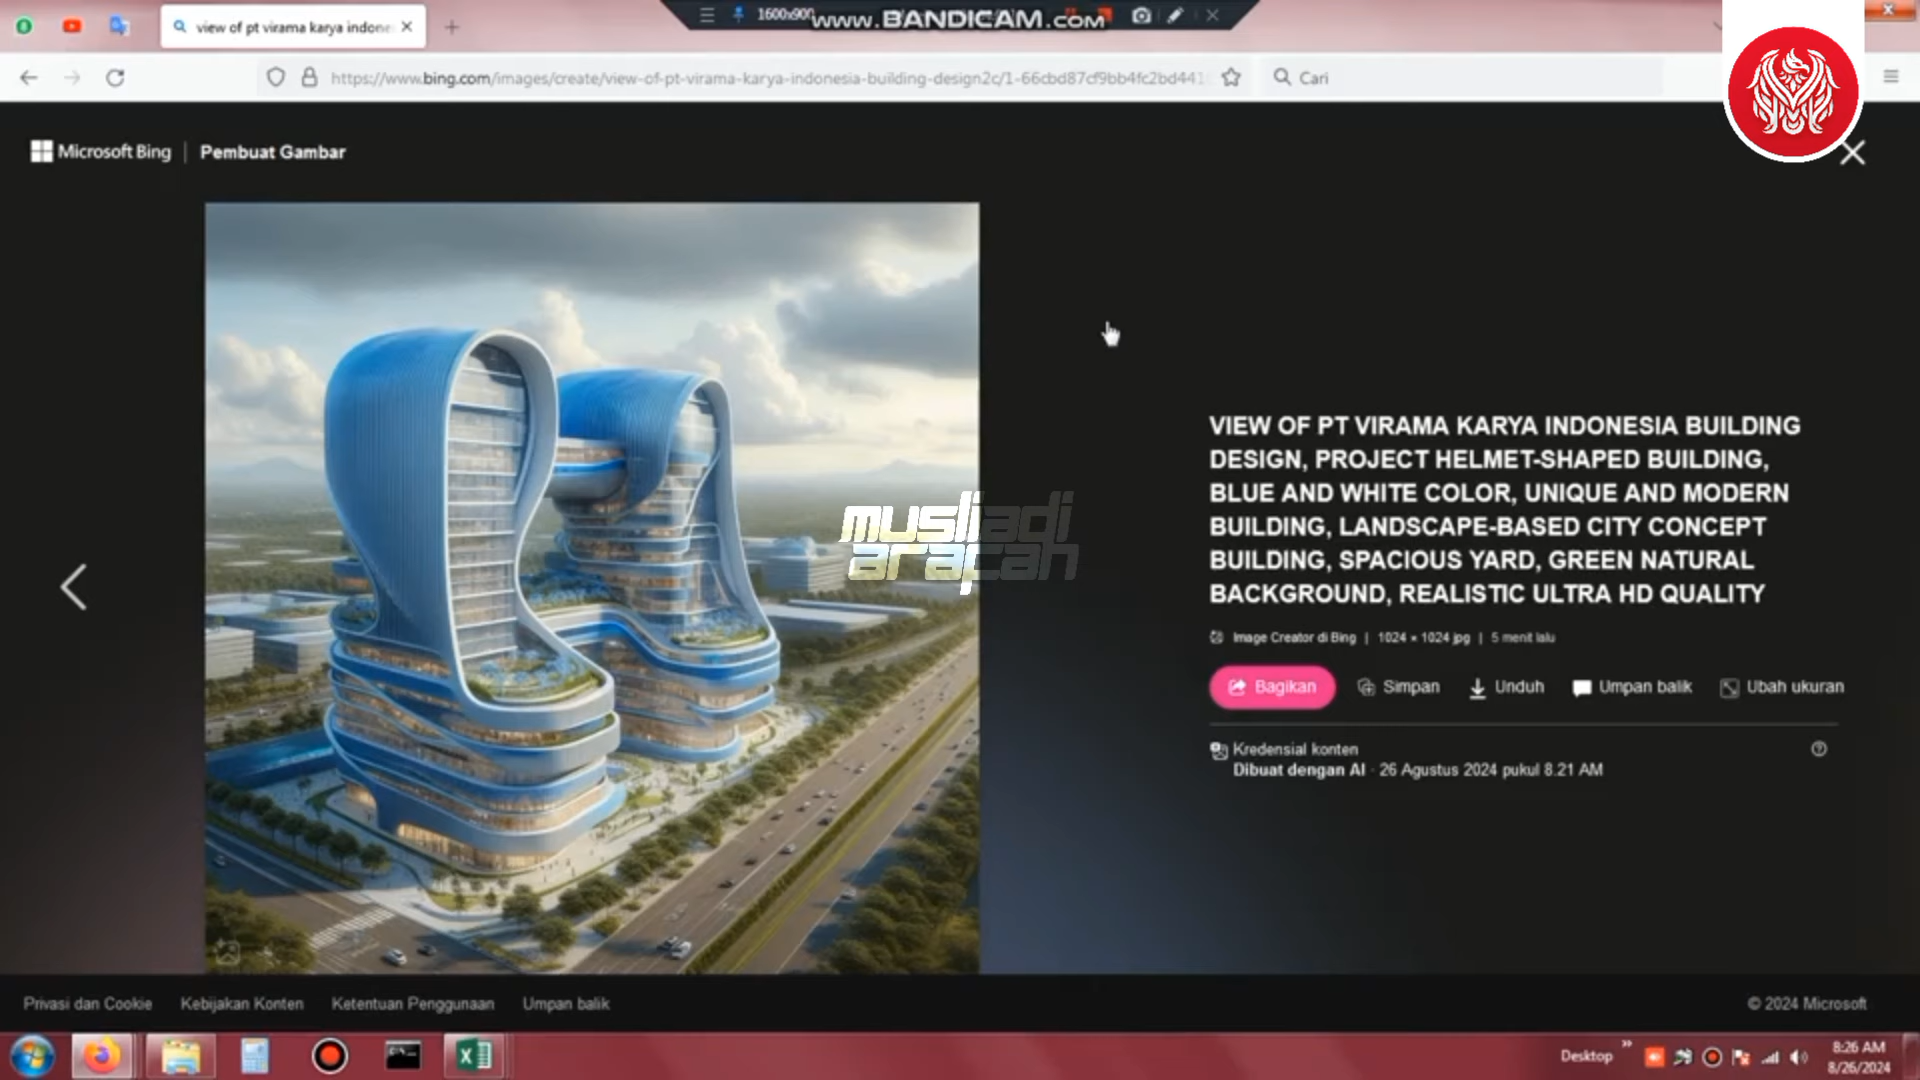 view of pt virama karya indone
1600x900
www.BANDICAM.com
https://www.bing.com/images/create/view-of-pt-virama-karya-indonesia-building-design2c/1-66cbd87cf9bb4fc2bd441
Cari
Microsoft Bing | Pembuat Gambar
VIEW OF PT VIRAMA KARYA INDONESIA BUILDING
DESIGN, PROJECT HELMET-SHAPED BUILDING,
BLUE AND WHITE COLOR, UNIQUE AND MODERN
BUILDING, LANDSCAPE-BASED CITY CONCEPT
BUILDING, SPACIOUS YARD, GREEN NATURAL
BACKGROUND, REALISTIC ULTRA HD QUALITY
musliadi
aracah
Image Creator di Bing | 1024 × 1024 jpg | 5 menit lalu
Bagikan Simpan Unduh Umpan balik Ubah ukuran
Kredensial konten
Dibuat dengan AI · 26 Agustus 2024 pukul 8.21 AM
Privasi dan Cookie Kebijakan Konten Ketentuan Penggunaan Umpan balik © 2024 Microsoft
Desktop
8:26 AM
8/26/2024